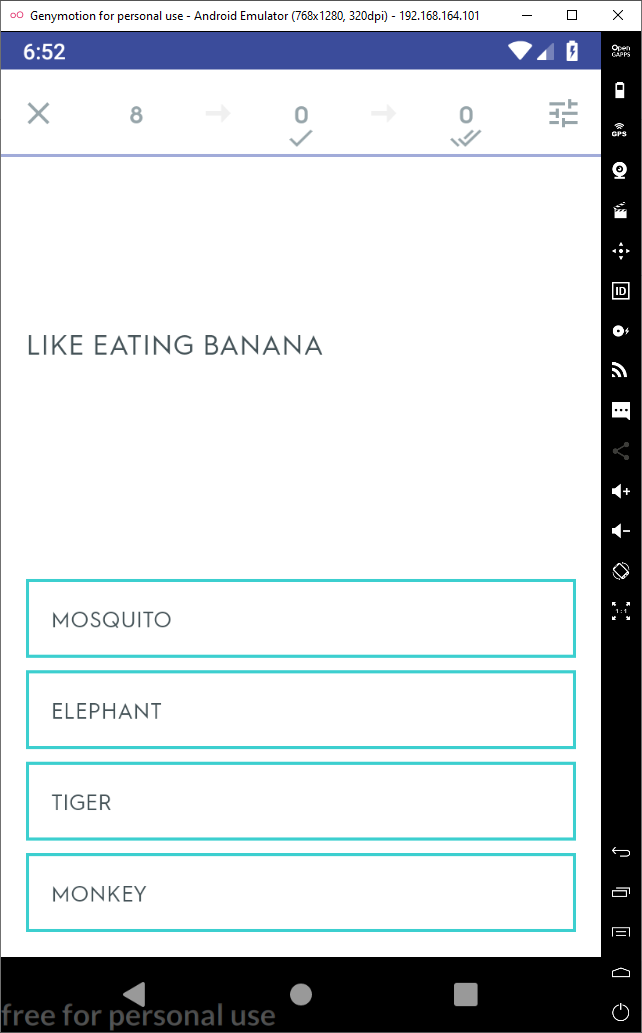 Genymotion for personal use - Android Emulator (768x1280, 320dpi) - 192.168.164.101
6:52
Open
GAPPS
8
0
0
GPS
ID
LIKE EATING BANANA
1:1
MOSQUITO
ELEPHANT
TIGER
MONKEY
free for personal use